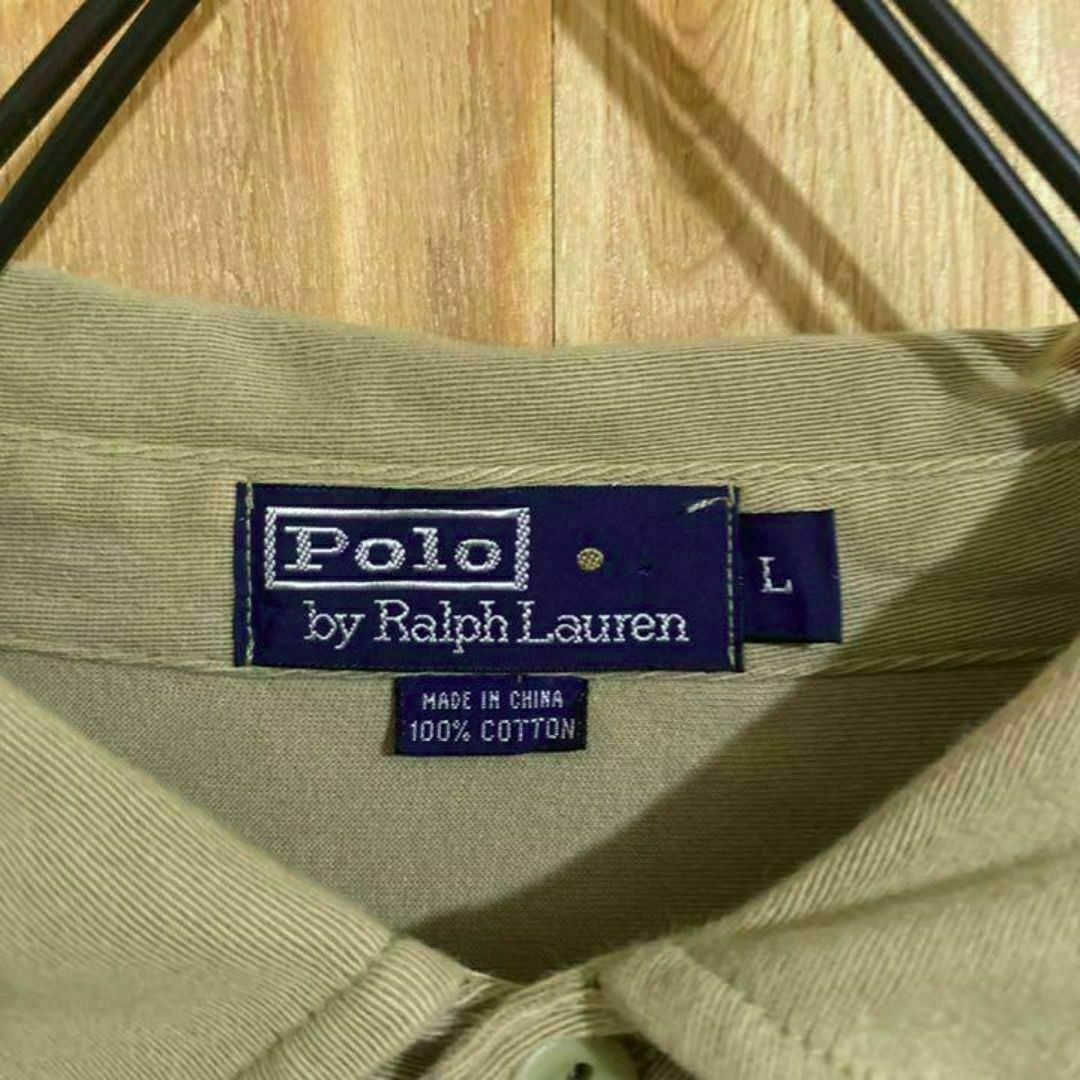 Polo
by Ralph Lauren
L
MADE IN CHINA
100% COTTON